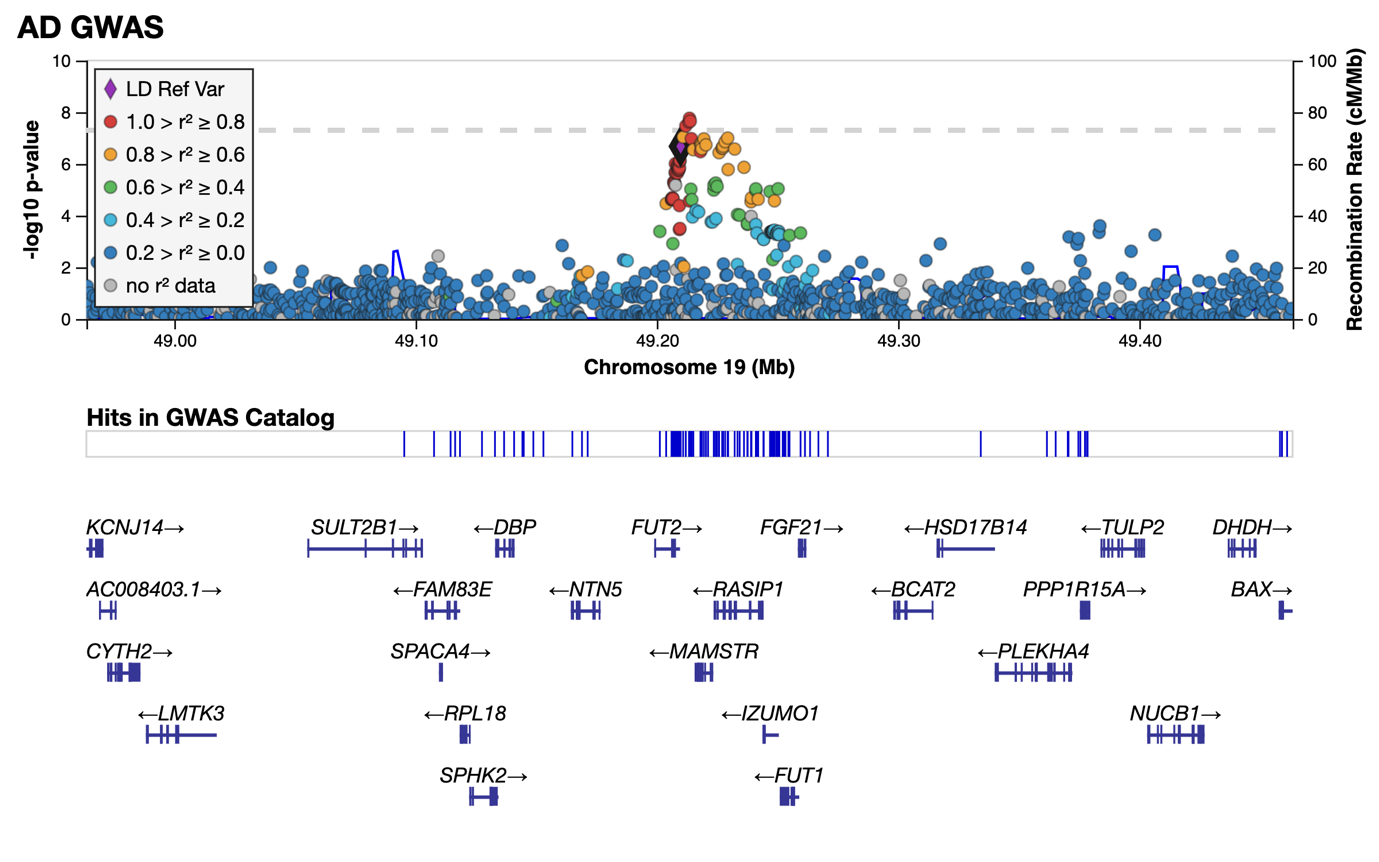 AD GWAS
-log10 p-value
10
8
6
4
2
0
LD Ref Var
1.0 > r² ≥ 0.8
0.8 > r² ≥ 0.6
0.6 > r² ≥ 0.4
0.4 > r² ≥ 0.2
0.2 > r² ≥ 0.0
no r² data
100
80
60
40
20
0
Recombination Rate (cM/Mb)
49.00 49.10 49.20 49.30 49.40
Chromosome 19 (Mb)
Hits in GWAS Catalog
KCNJ14→ SULT2B1→ ←DBP FUT2→ FGF21→ ←HSD17B14 ←TULP2 DHDH→
AC008403.1→ ←FAM83E ←NTN5 ←RASIP1 ←BCAT2 PPP1R15A→ BAX→
CYTH2→ SPACA4→ ←MAMSTR ←PLEKHA4
←LMTK3 ←RPL18 ←IZUMO1 NUCB1→
SPHK2→ ←FUT1